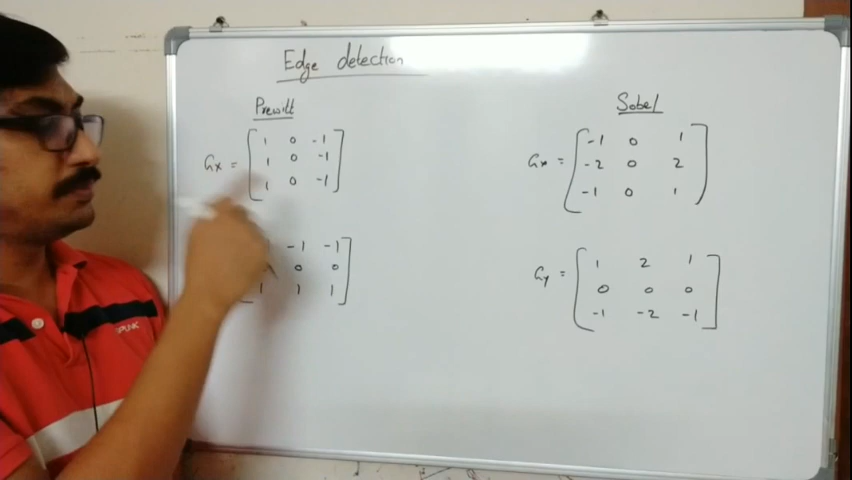 Edge detection
Prewitt
Gx = [ 1 0 -1
1 0 -1
1 0 -1 ]
-1 -1
0 0
1 1 1
Sobel
Gx = [ -1 0 1
-2 0 2
-1 0 1 ]
Gy = [ 1 2 1
0 0 0
-1 -2 -1 ]